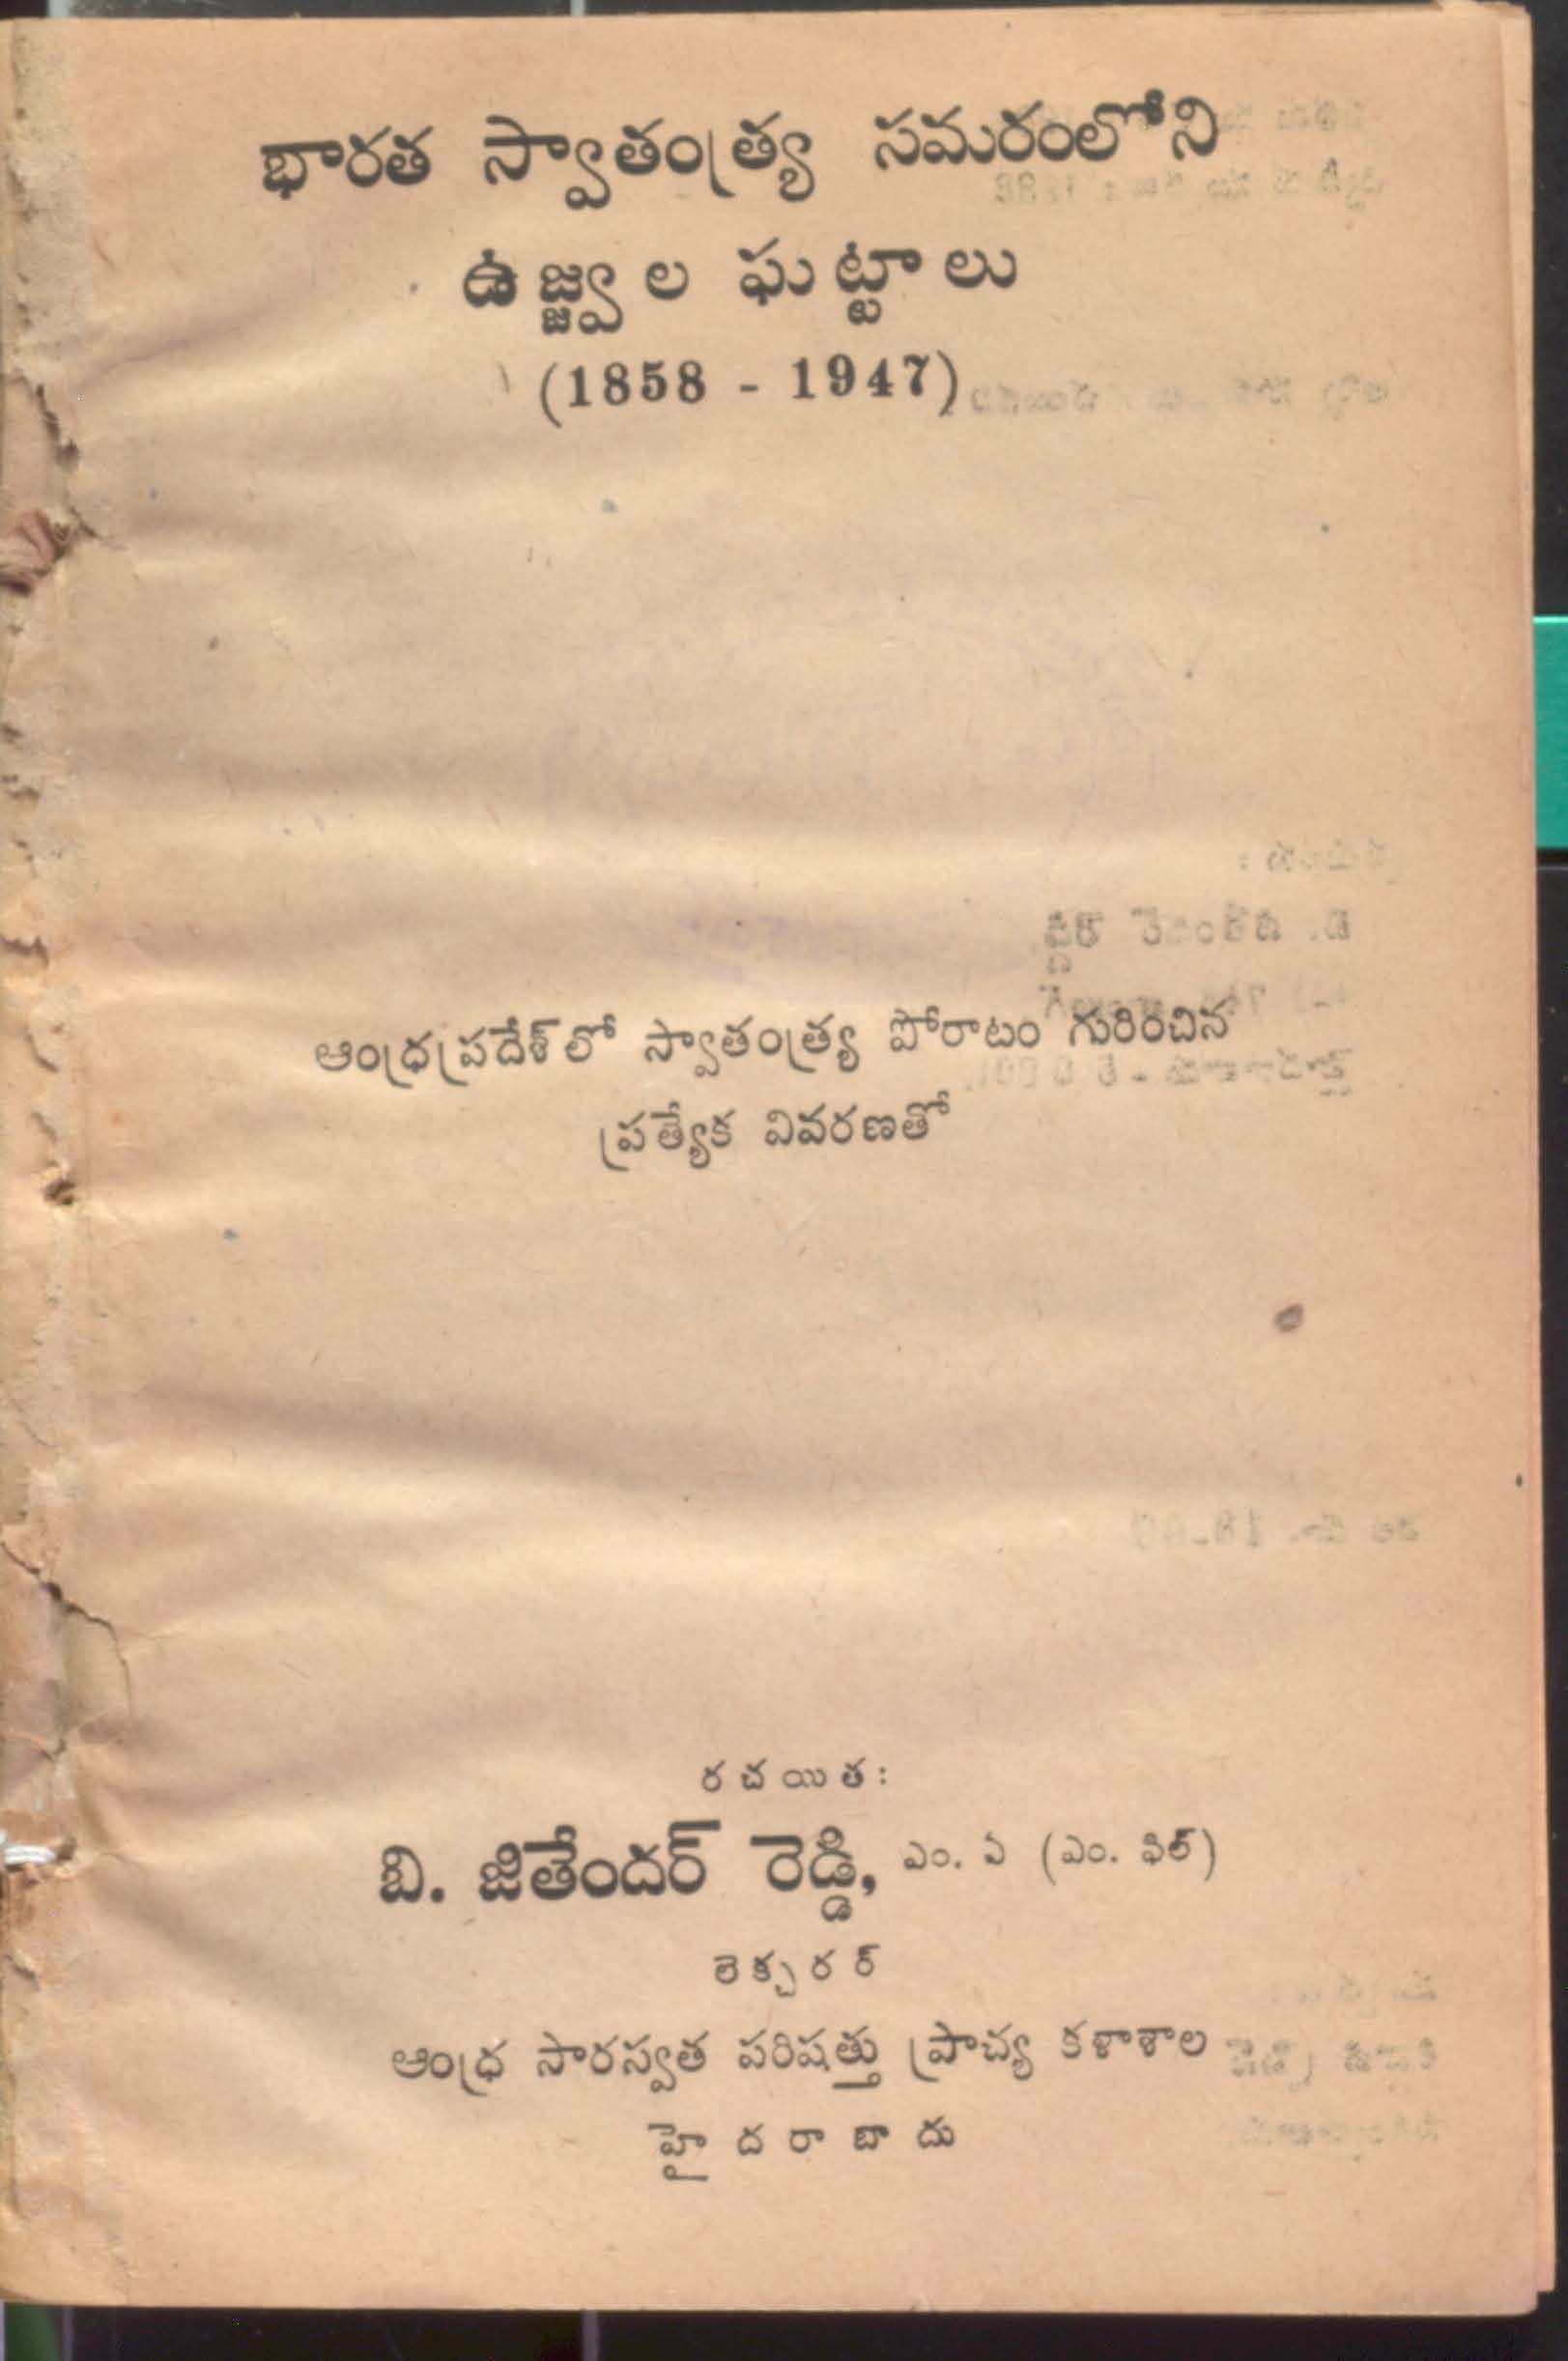 భారత స్వాతంత్ర్య సమరంలోని
ఉజ్జ్వల ఘట్టాలు
(1858 - 1947)
ఆంధ్రప్రదేశ్‌లో స్వాతంత్ర్య పోరాటం గురించిన
ప్రత్యేక వివరణతో
రచయిత:
బి. జితేందర్ రెడ్డి, ఎం. ఏ (ఎం. ఫిల్)
లెక్చరర్
ఆంధ్ర సారస్వత పరిషత్తు ప్రాచ్య కళాశాల
హైదరాబాదు